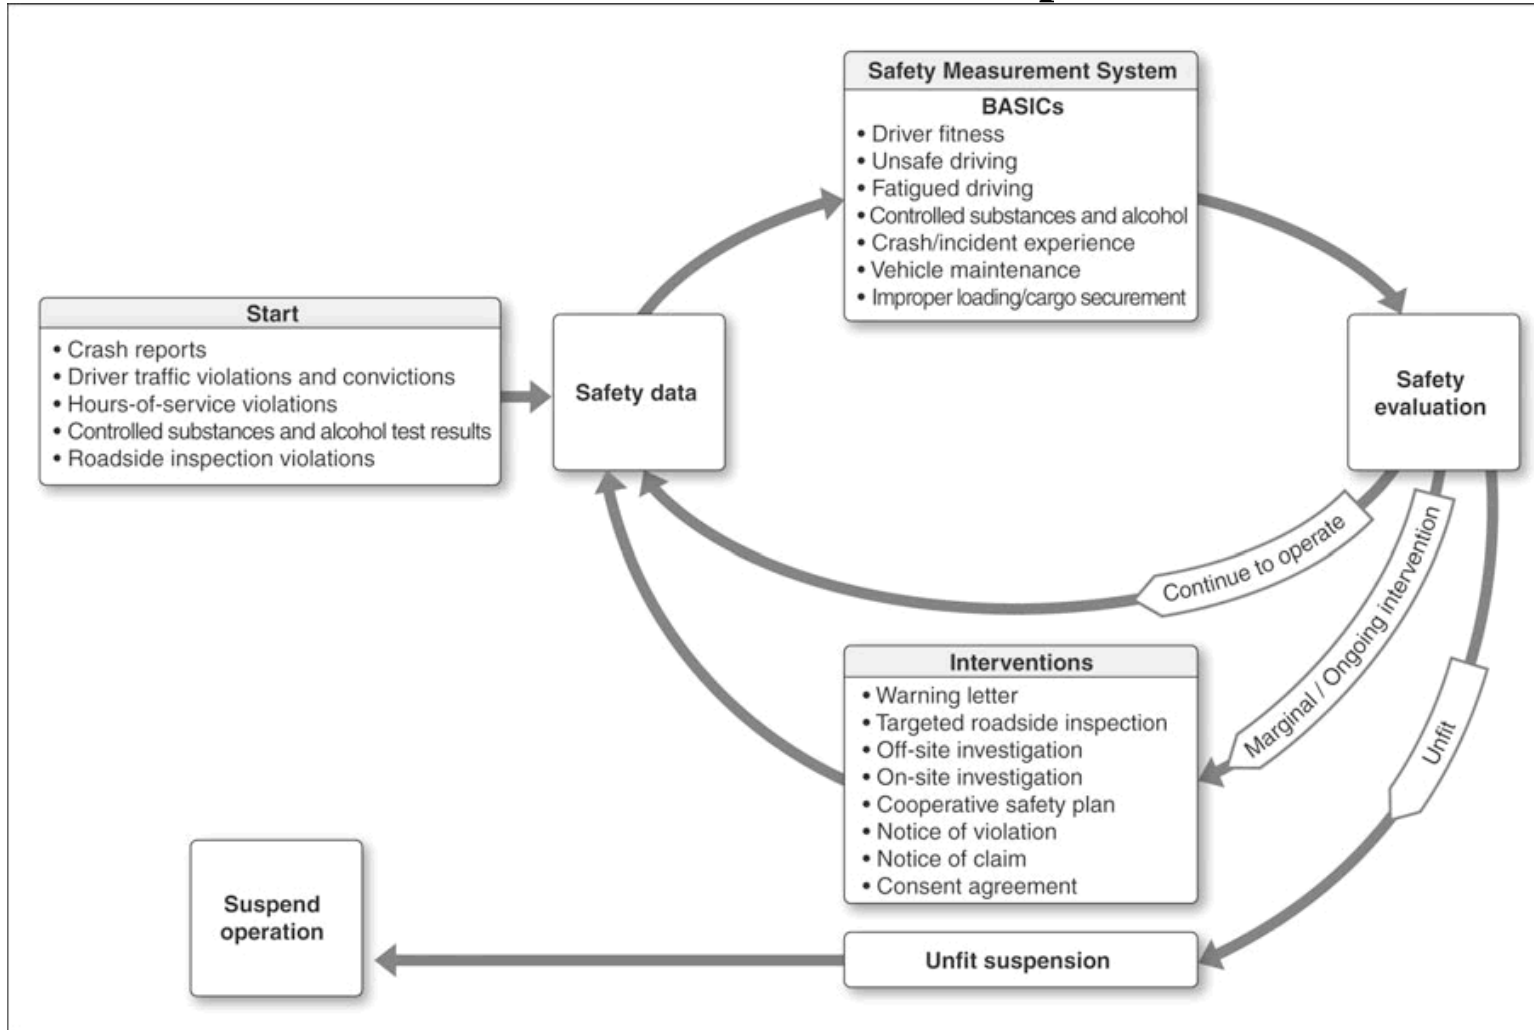 Safety Measurement System
BASICs
• Driver fitness
• Unsafe driving
• Fatigued driving
• Controlled substances and alcohol
• Crash/incident experience
• Vehicle maintenance
• Improper loading/cargo securement
Start
• Crash reports
• Driver traffic violations and convictions
• Hours-of-service violations
• Controlled substances and alcohol test results
• Roadside inspection violations
Safety data
Safety
evaluation
Continue to operate
Marginal / Ongoing intervention
Unfit
Interventions
• Warning letter
• Targeted roadside inspection
• Off-site investigation
• On-site investigation
• Cooperative safety plan
• Notice of violation
• Notice of claim
• Consent agreement
Suspend
operation
Unfit suspension